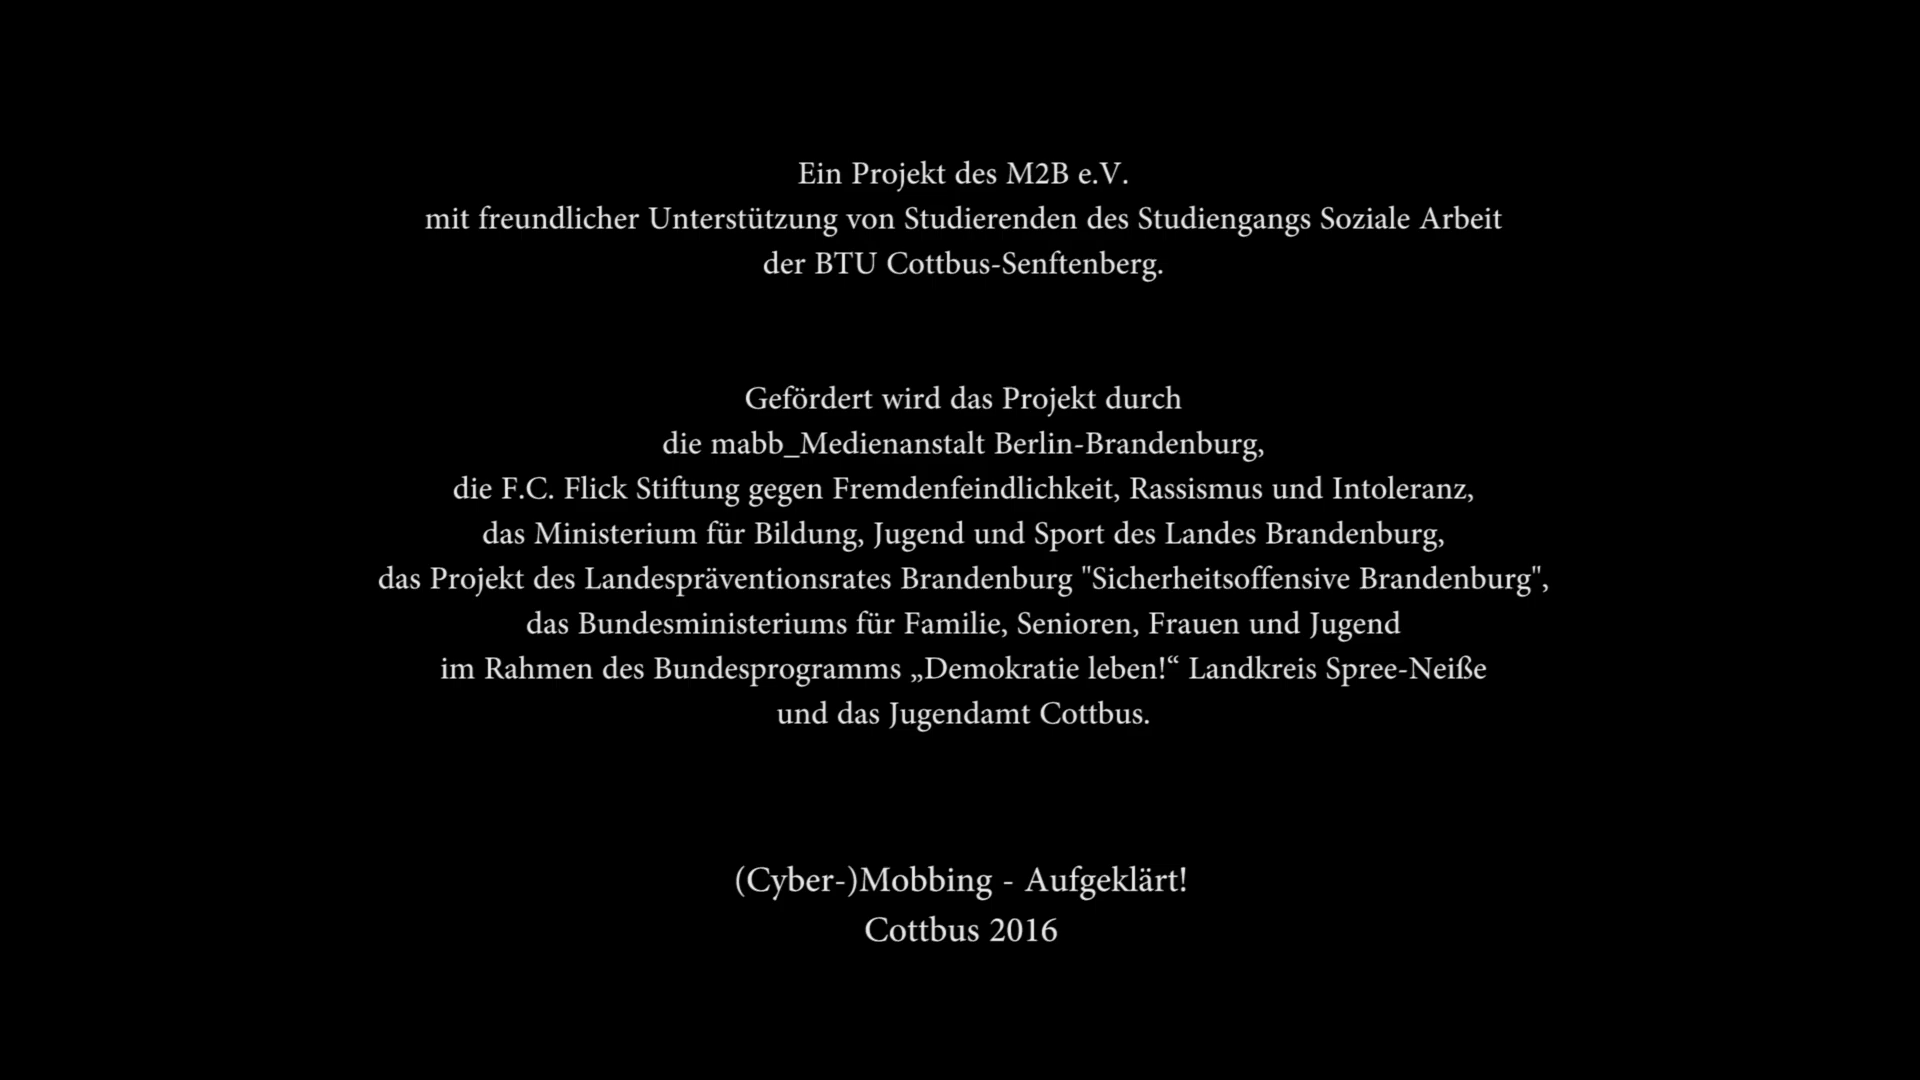 Ein Projekt des M2B e.V.
mit freundlicher Unterstützung von Studierenden des Studiengangs Soziale Arbeit
der BTU Cottbus-Senftenberg.
Gefördert wird das Projekt durch
die mabb_Medienanstalt Berlin-Brandenburg,
die F.C. Flick Stiftung gegen Fremdenfeindlichkeit, Rassismus und Intoleranz,
das Ministerium für Bildung, Jugend und Sport des Landes Brandenburg,
das Projekt des Landespräventionsrates Brandenburg "Sicherheitsoffensive Brandenburg",
das Bundesministeriums für Familie, Senioren, Frauen und Jugend
im Rahmen des Bundesprogramms „Demokratie leben!“ Landkreis Spree-Neiße
und das Jugendamt Cottbus.
(Cyber-)Mobbing - Aufgeklärt!
Cottbus 2016